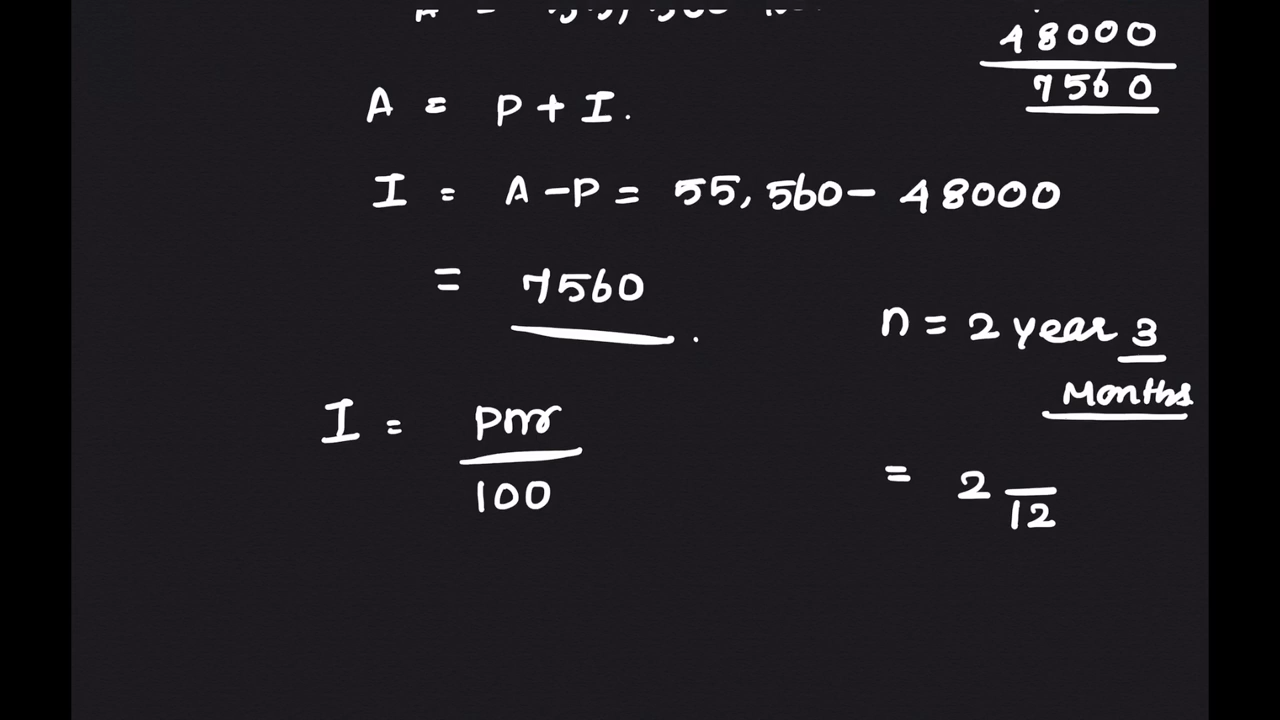 48000
7560
A = P + I.
I = A - P = 55,560 - 48000
= 7560
n = 2 year 3
Months
I = Pnr
100
= 2
12